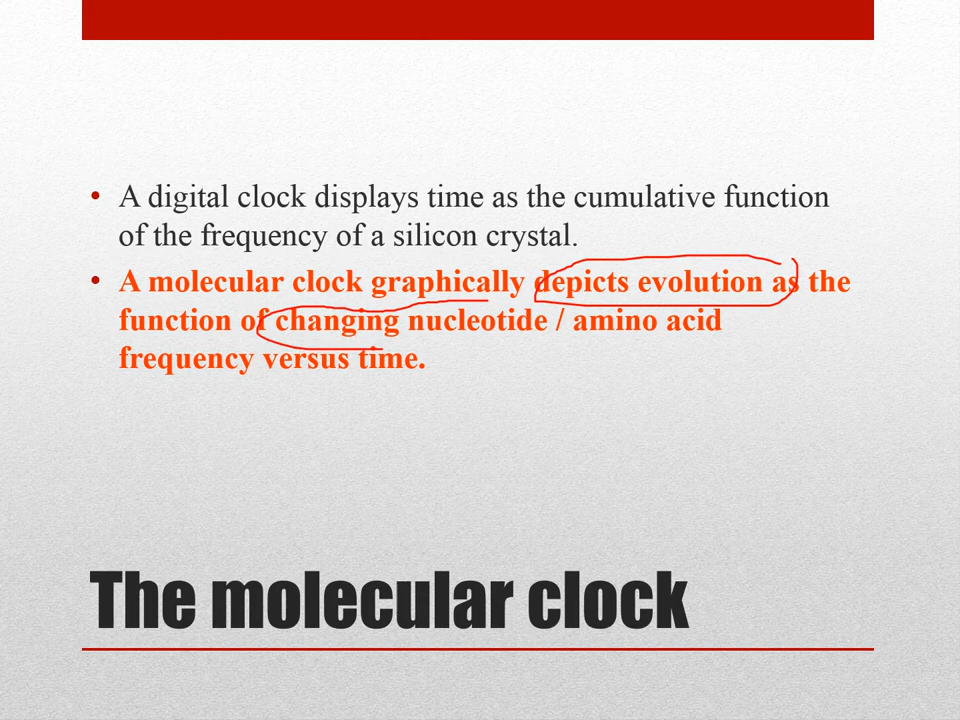 • A digital clock displays time as the cumulative function
of the frequency of a silicon crystal.
• A molecular clock graphically depicts evolution as the
function of changing nucleotide / amino acid
frequency versus time.
The molecular clock